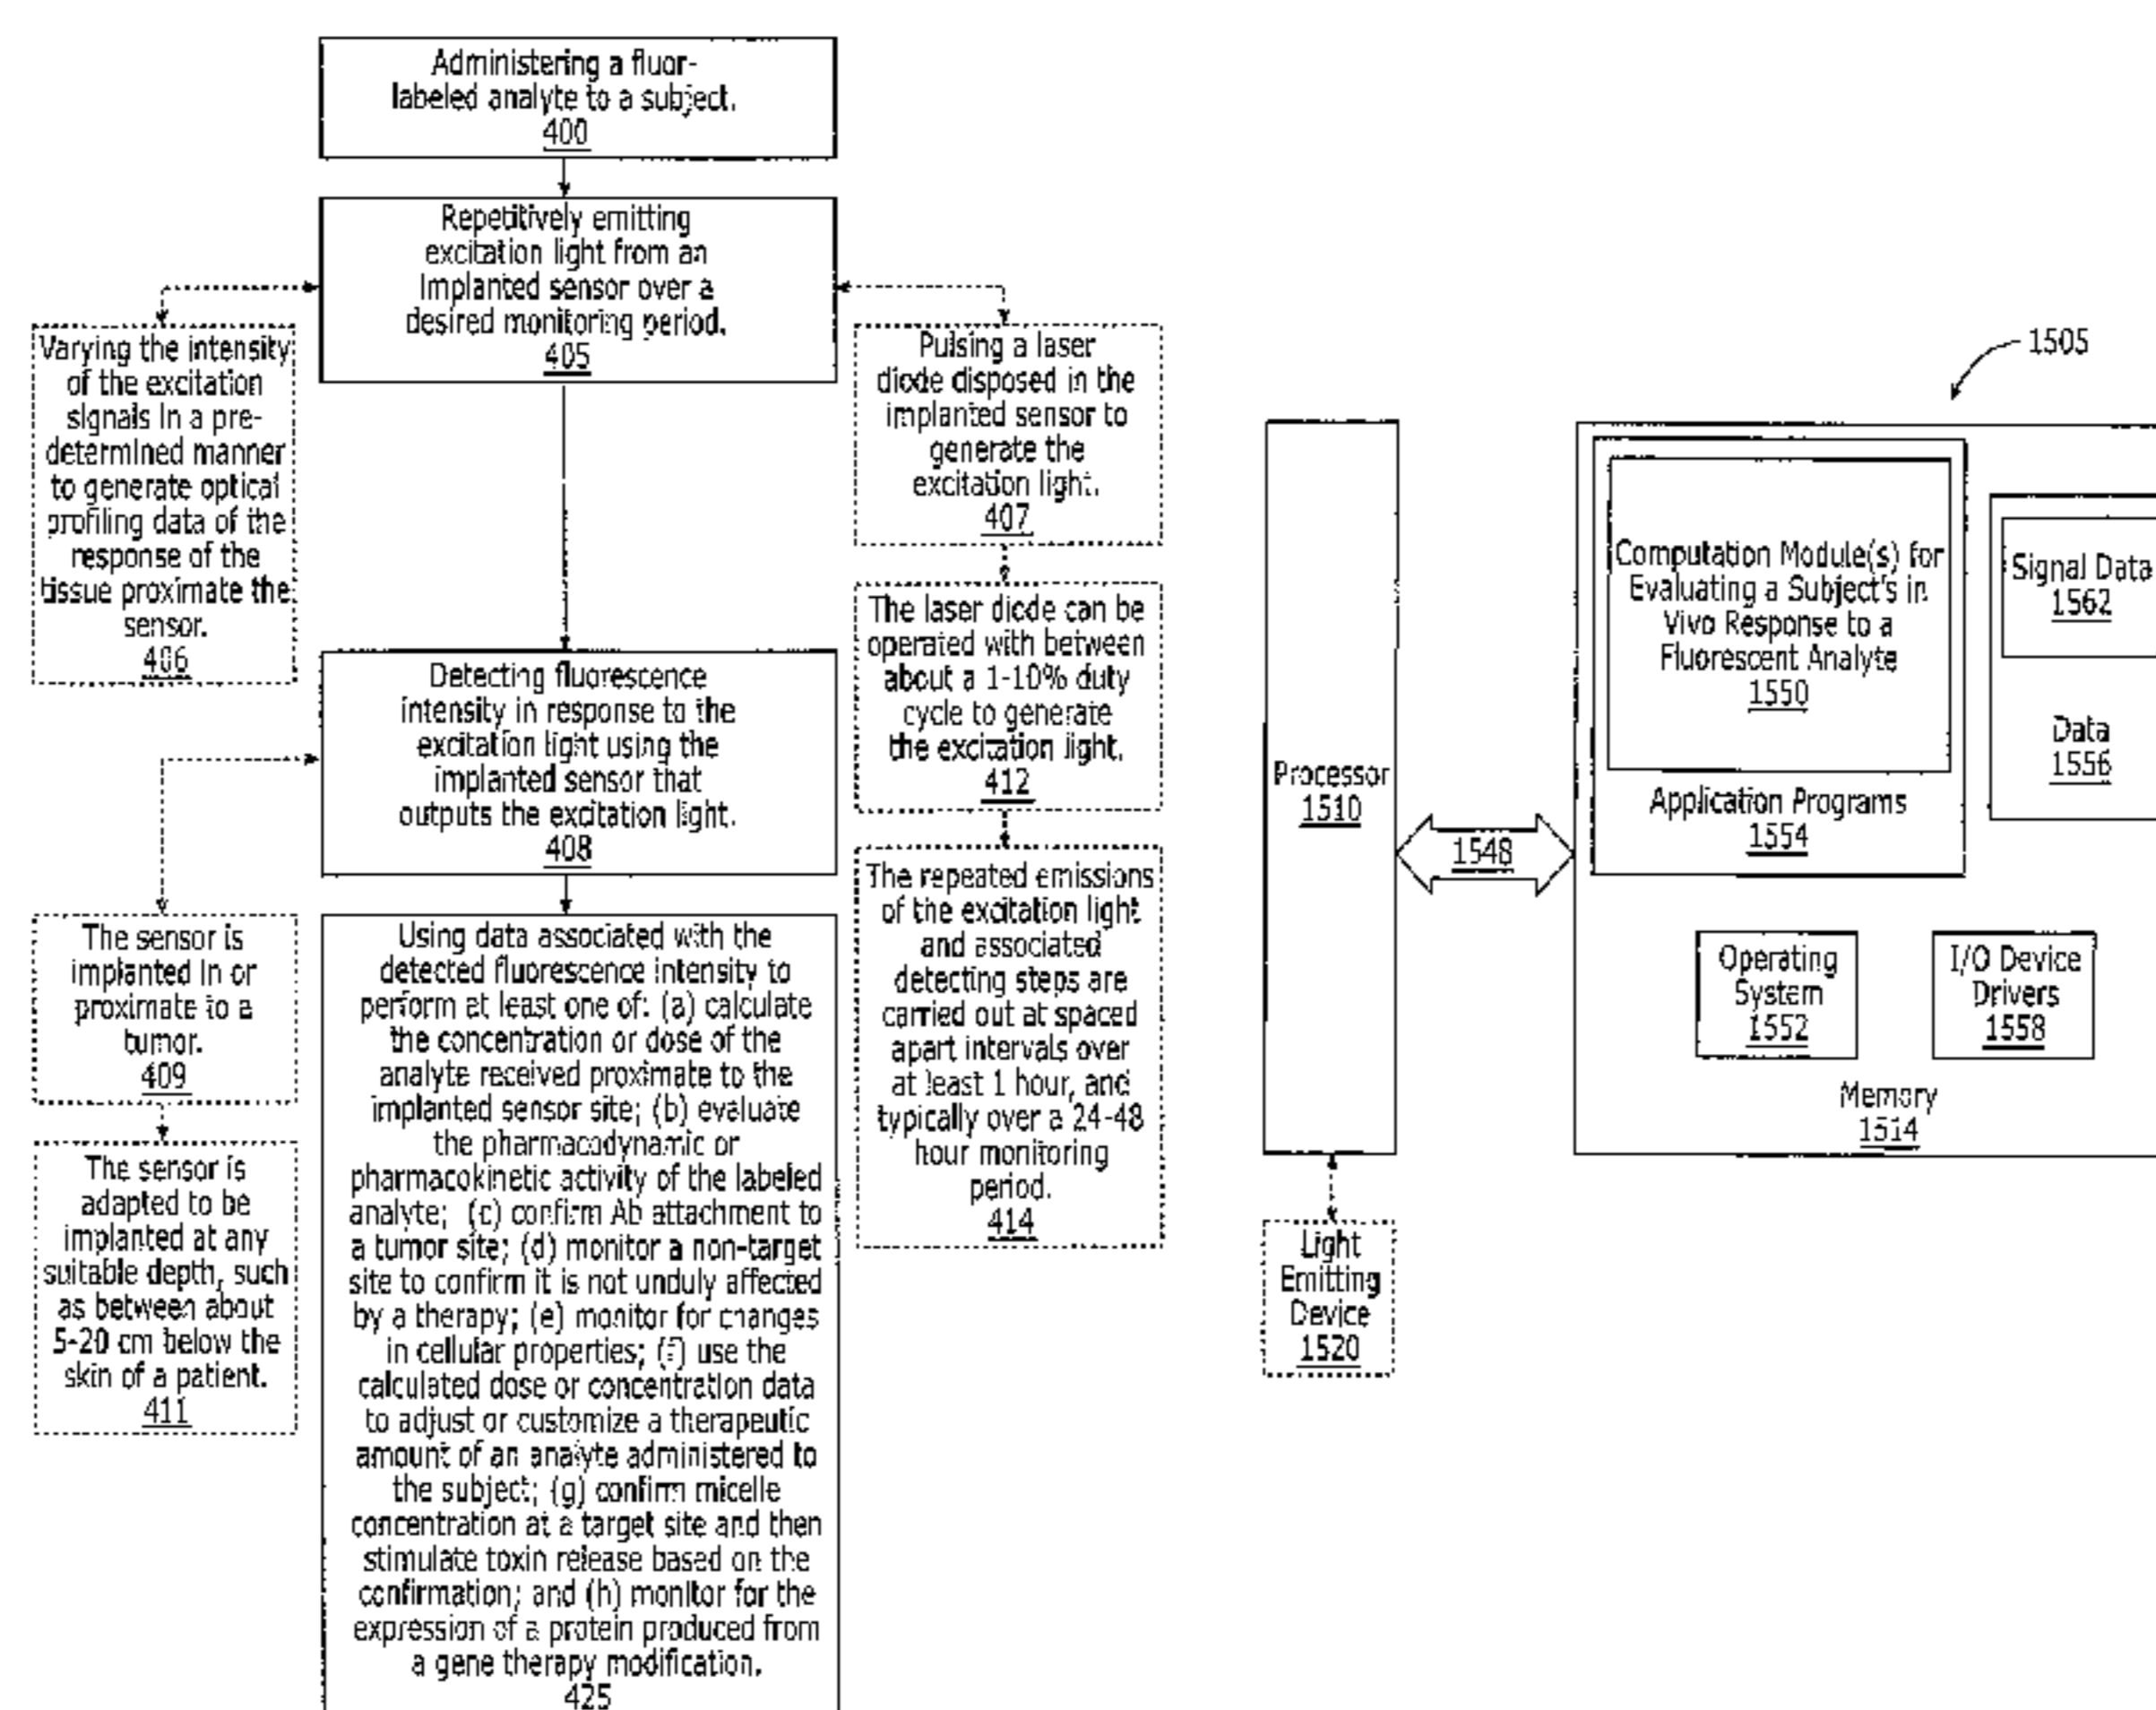 Administering a fluor-
labeled analyte to a subject.
400
Repetitively emitting
excitation light from an
implanted sensor over a
desired monitoring period.
405
Varying the intensity
of the excitation
signals in a pre-
determined manner
to generate optical
profiling data of the
response of the
tissue proximate the
sensor.
406
Pulsing a laser
diode disposed in the
implanted sensor to
generate the
excitation light.
407
The laser diode can be
operated with between
about a 1-10% duty
cycle to generate
the excitation light.
412
The repeated emissions
of the excitation light
and associated
detecting steps are
carried out at spaced
apart intervals over
at least 1 hour, and
typically over a 24-48
hour monitoring
period.
414
Detecting fluorescence
intensity in response to the
excitation light using the
implanted sensor that
outputs the excitation light.
408
The sensor is
implanted in or
proximate to a
tumor.
409
The sensor is
adapted to be
implanted at any
suitable depth, such
as between about
5-20 cm below the
skin of a patient.
411
Using data associated with the
detected fluorescence intensity to
perform at least one of: (a) calculate
the concentration or dose of the
analyte received proximate to the
implanted sensor site; (b) evaluate
the pharmacodynamic or
pharmacokinetic activity of the labeled
analyte; (c) confirm Ab attachment to
a tumor site; (d) monitor a non-target
site to confirm it is not unduly affected
by a therapy; (e) monitor for changes
in cellular properties; (f) use the
calculated dose or concentration data
to adjust or customize a therapeutic
amount of an analyte administered to
the subject; (g) confirm micelle
concentration at a target site and then
stimulate toxin release based on the
confirmation; and (h) monitor for the
expression of a protein produced from
a gene therapy modification.
425
1505
Processor
1510
1548
Computation Module(s) for
Evaluating a Subject's in
Vivo Response to a
Fluorescent Analyte
1550
Application Programs
1554
Signal Data
1562
Data
1556
Operating
System
1552
I/O Device
Drivers
1558
Memory
1514
Light
Emitting
Device
1520